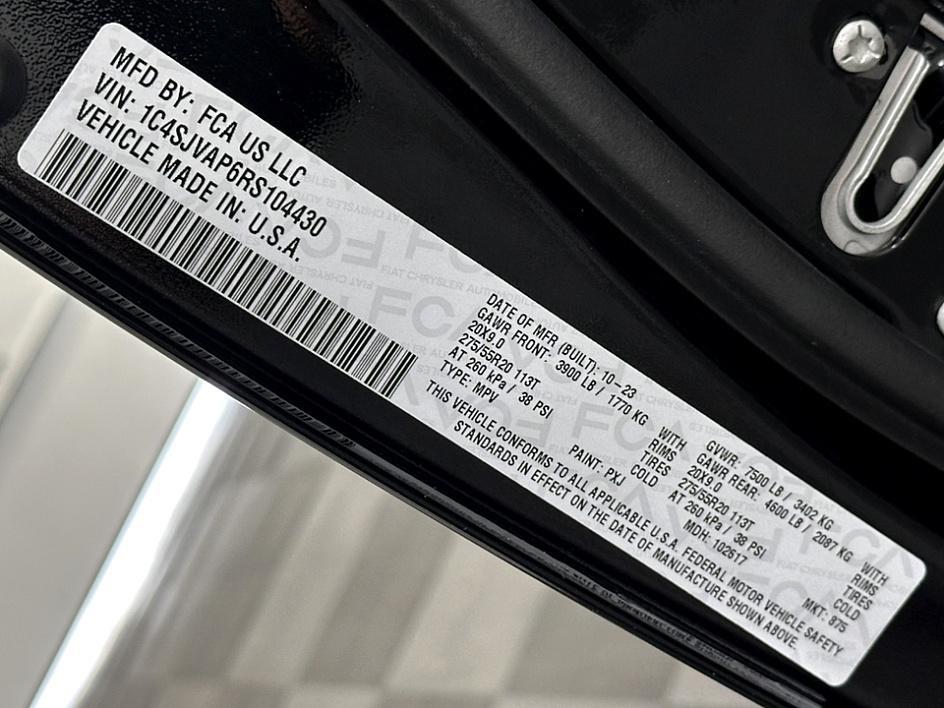 MFD BY: FCA US LLC
VIN: 1C4SJVAP6RS104430
VEHICLE MADE IN: U.S.A.
DATE OF MFR (BUILT): 10-23 GVWR: 7500 LB / 3402 KG
GAWR FRONT: 3900 LB / 1770 KG WITH GAWR REAR: 4600 LB / 2087 KG WITH
20X9.0 RIMS 20X9.0 RIMS
275/55R20 113T TIRES 275/55R20 113T TIRES
AT 260 kPa / 38 PSI COLD AT 260 kPa / 38 PSI COLD
TYPE: MPV PAINT: PXJ MDH: 102617 MKT: 875
THIS VEHICLE CONFORMS TO ALL APPLICABLE U.S.A. FEDERAL MOTOR VEHICLE SAFETY
STANDARDS IN EFFECT ON THE DATE OF MANUFACTURE SHOWN ABOVE.